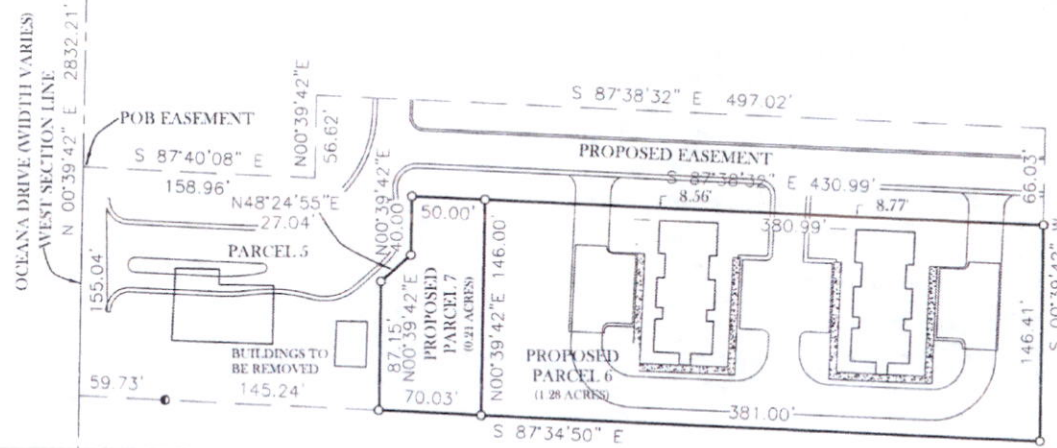 OCEANA DRIVE (WIDTH VARIES)
WEST SECTION LINE
N 00°39'42" E 2832.21'
POB EASEMENT
S 87°40'08" E
158.96'
N00°39'42"E
56.62'
S 87°38'32" E 497.02'
PROPOSED EASEMENT
S 87°38'32" E 430.99'
66.03'
N48°24'55"E
27.04'
N00°39'42"E
40.00'
50.00'
8.56'
380.99'
8.77'
PARCEL 5
155.04'
87.15'
N00°39'42"E
PROPOSED
PARCEL 7
(0.21 ACRES)
N00°39'42"E 146.00'
146.41'
S 00°39'42"
BUILDINGS TO
BE REMOVED
59.73'
145.24'
70.03'
PROPOSED
PARCEL 6
(1.28 ACRES)
381.00'
S 87°34'50" E